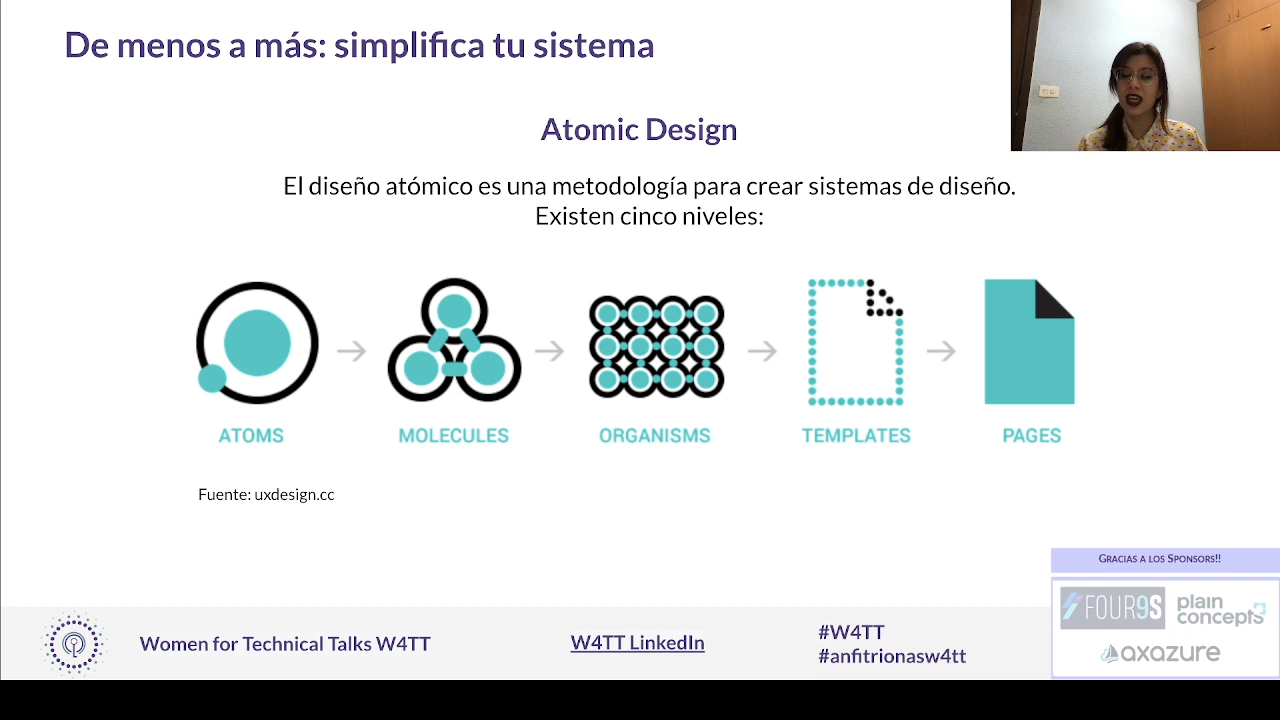 De menos a más: simplifica tu sistema
Atomic Design
El diseño atómico es una metodología para crear sistemas de diseño.
Existen cinco niveles:
ATOMS
MOLECULES
ORGANISMS
TEMPLATES
PAGES
Fuente: uxdesign.cc
Gracias a los Sponsors!!
FOUR9S
plain
concepts
axazure
Women for Technical Talks W4TT
W4TT LinkedIn
#W4TT
#anfitrionasw4tt